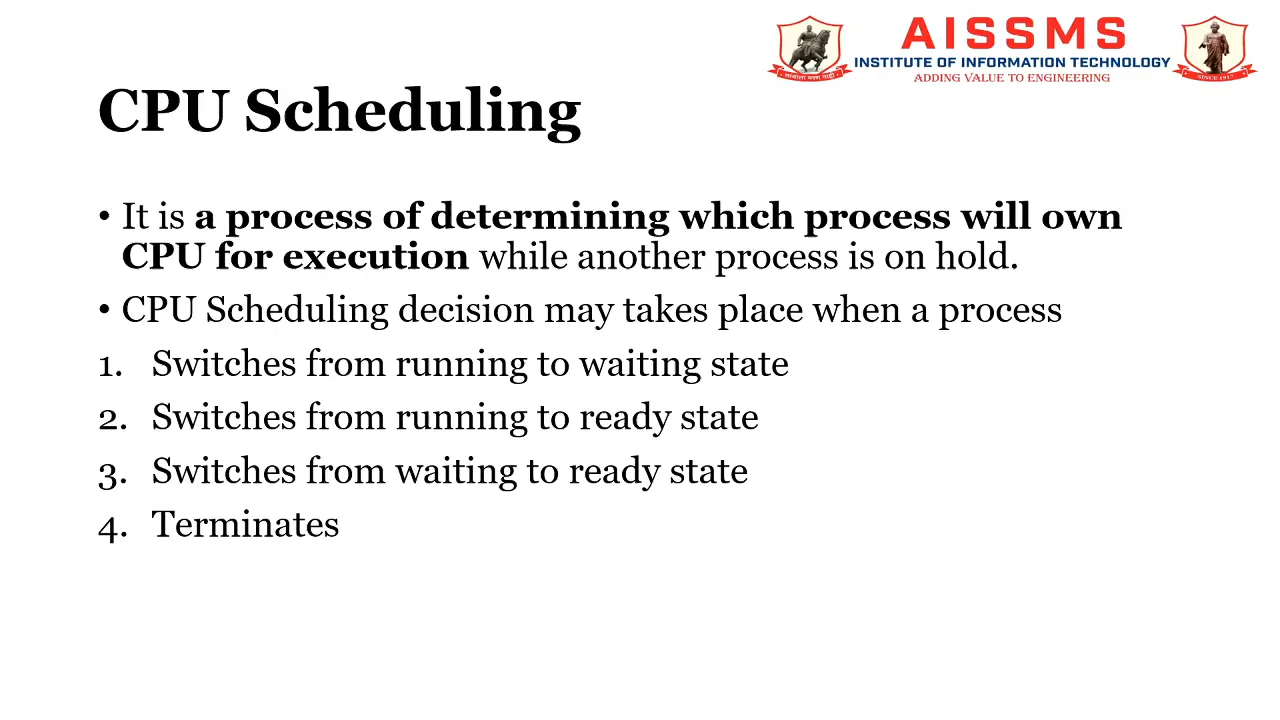 AISSMS
INSTITUTE OF INFORMATION TECHNOLOGY
ADDING VALUE TO ENGINEERING
SINCE 1917
CPU Scheduling
• It is a process of determining which process will own
CPU for execution while another process is on hold.
• CPU Scheduling decision may takes place when a process
1. Switches from running to waiting state
2. Switches from running to ready state
3. Switches from waiting to ready state
4. Terminates